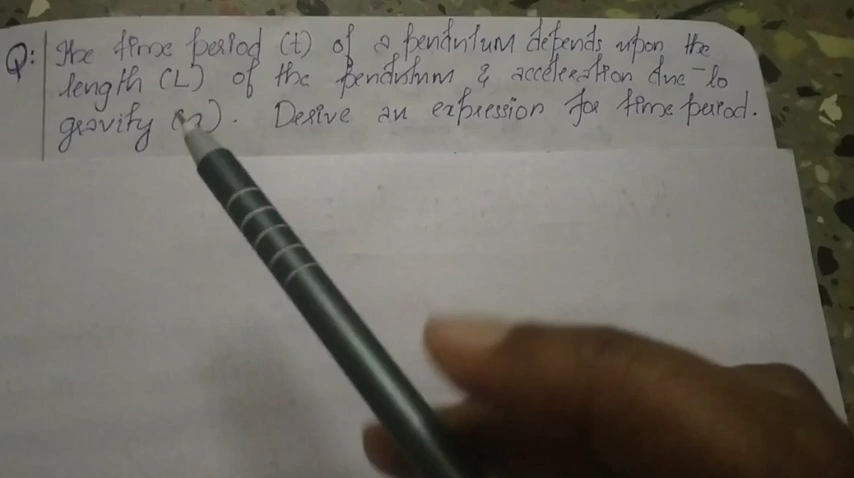 Q: The time period (t) of a pendulum depends upon the
length (L) of the pendulum & acceleration due to
gravity (g). Derive an expression for time period.